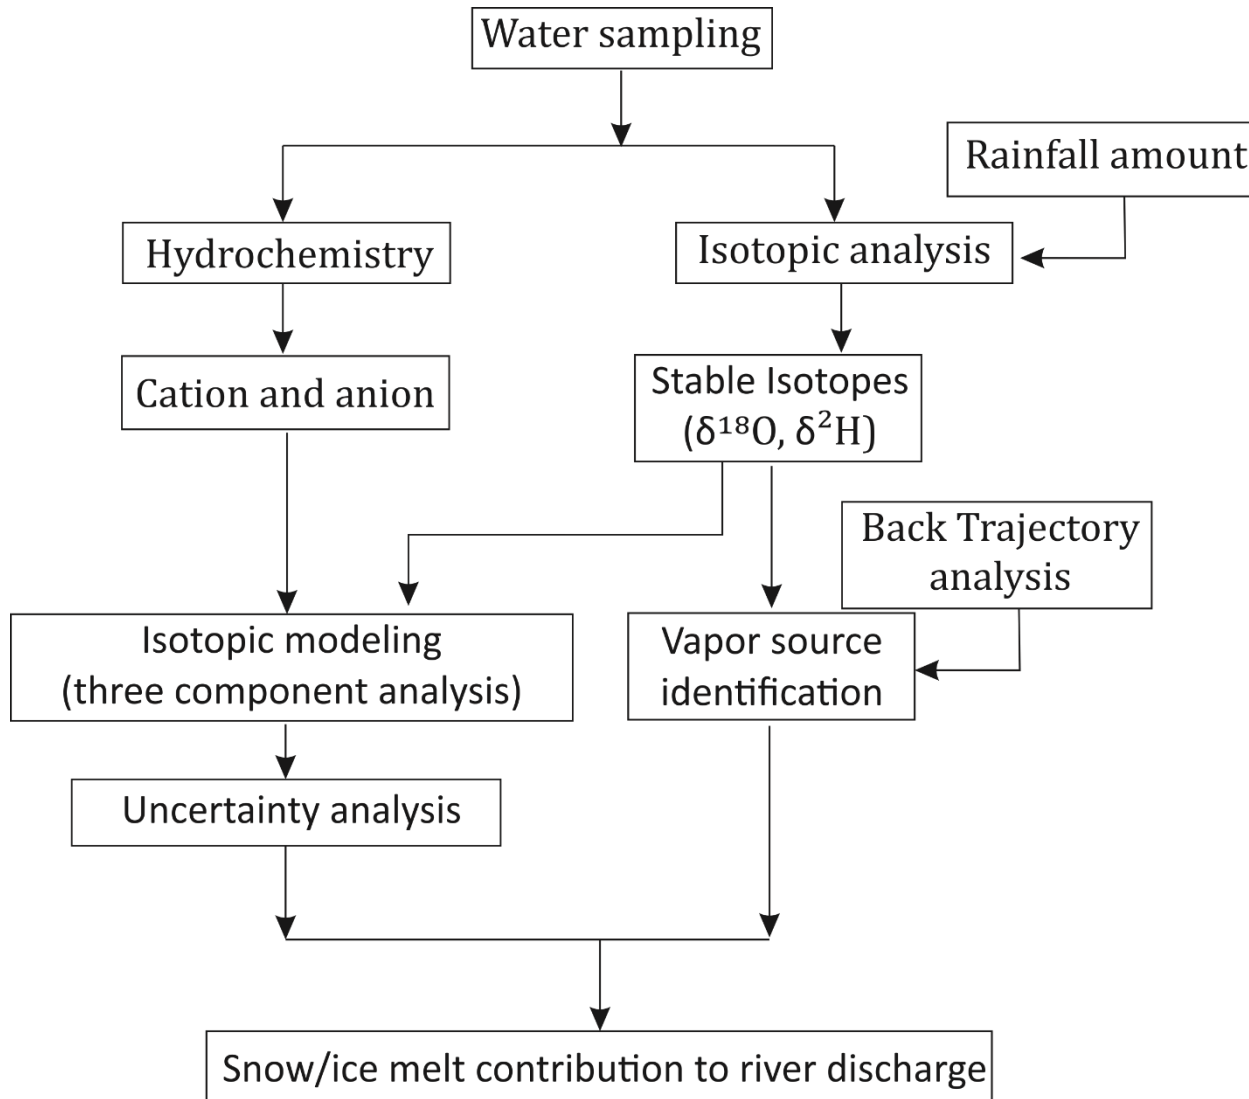 Water sampling
Rainfall amount
Hydrochemistry
Isotopic analysis
Cation and anion
Stable Isotopes
(δ¹⁸O, δ²H)
Back Trajectory
analysis
Isotopic modeling
(three component analysis)
Vapor source
identification
Uncertainty analysis
Snow/ice melt contribution to river discharge